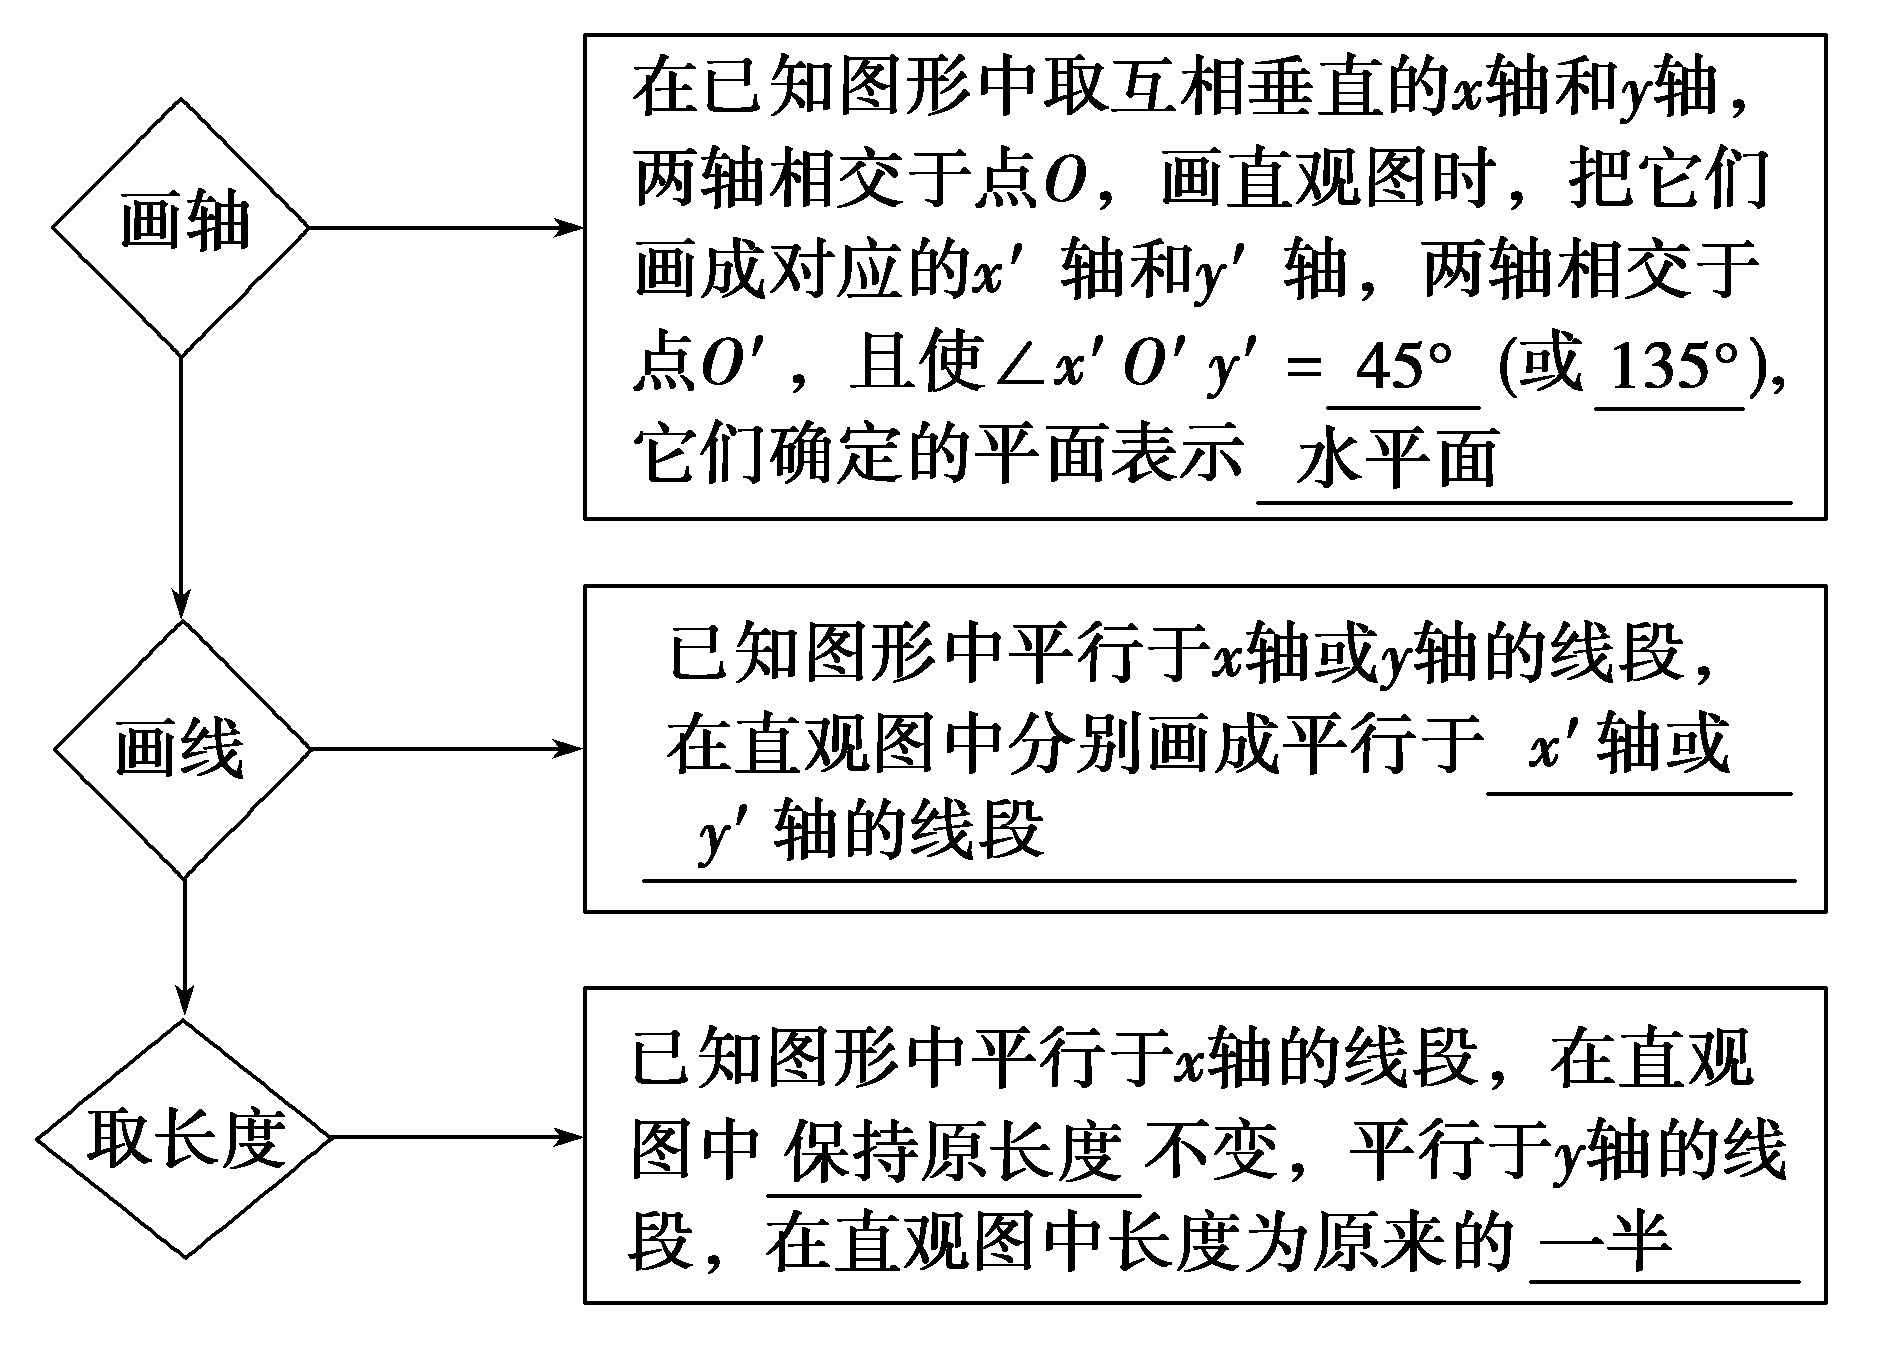 画轴
在已知图形中取互相垂直的x轴和y轴，
两轴相交于点O，画直观图时，把它们
画成对应的x′ 轴和y′ 轴，两轴相交于
点O′，且使∠x′O′y′ = 45° (或 135°),
它们确定的平面表示 水平面
画线
已知图形中平行于x轴或y轴的线段，
在直观图中分别画成平行于 x′轴或
y′轴的线段
取长度
已知图形中平行于x轴的线段，在直观
图中 保持原长度 不变，平行于y轴的线
段，在直观图中长度为原来的 一半